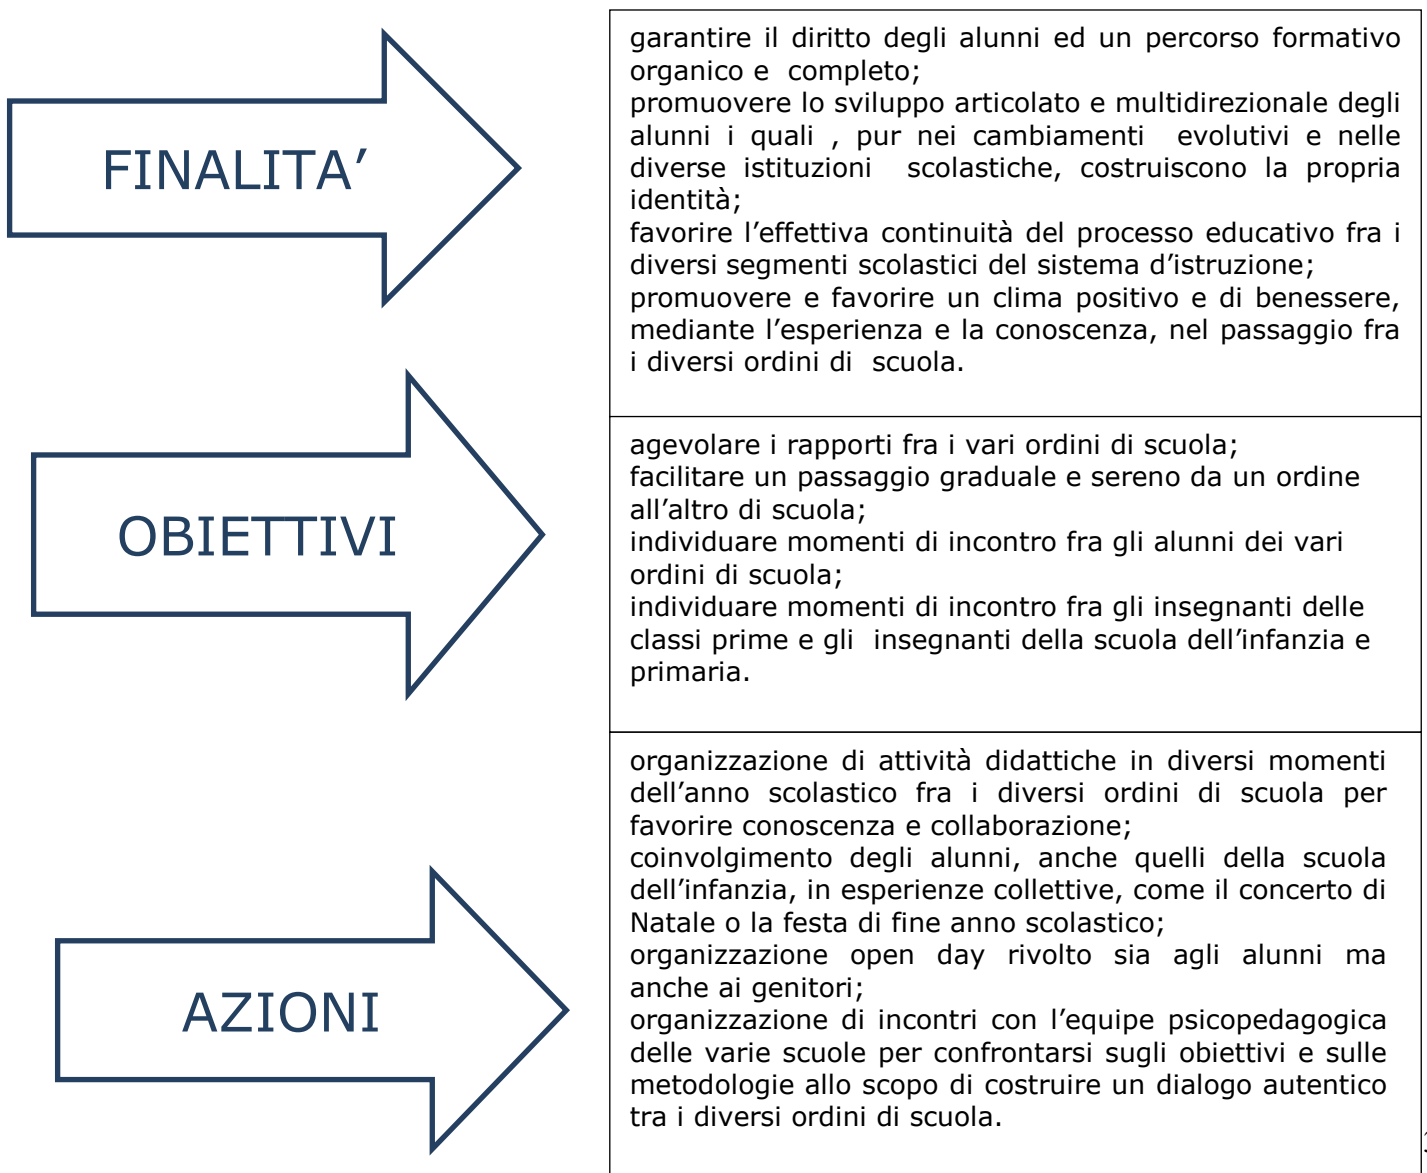 FINALITA’
garantire il diritto degli alunni ed un percorso formativo
organico e completo;
promuovere lo sviluppo articolato e multidirezionale degli
alunni i quali , pur nei cambiamenti evolutivi e nelle
diverse istituzioni scolastiche, costruiscono la propria
identità;
favorire l’effettiva continuità del processo educativo fra i
diversi segmenti scolastici del sistema d’istruzione;
promuovere e favorire un clima positivo e di benessere,
mediante l’esperienza e la conoscenza, nel passaggio fra
i diversi ordini di scuola.
OBIETTIVI
agevolare i rapporti fra i vari ordini di scuola;
facilitare un passaggio graduale e sereno da un ordine
all’altro di scuola;
individuare momenti di incontro fra gli alunni dei vari
ordini di scuola;
individuare momenti di incontro fra gli insegnanti delle
classi prime e gli insegnanti della scuola dell’infanzia e
primaria.
AZIONI
organizzazione di attività didattiche in diversi momenti
dell’anno scolastico fra i diversi ordini di scuola per
favorire conoscenza e collaborazione;
coinvolgimento degli alunni, anche quelli della scuola
dell’infanzia, in esperienze collettive, come il concerto di
Natale o la festa di fine anno scolastico;
organizzazione open day rivolto sia agli alunni ma
anche ai genitori;
organizzazione di incontri con l’equipe psicopedagogica
delle varie scuole per confrontarsi sugli obiettivi e sulle
metodologie allo scopo di costruire un dialogo autentico
tra i diversi ordini di scuola.